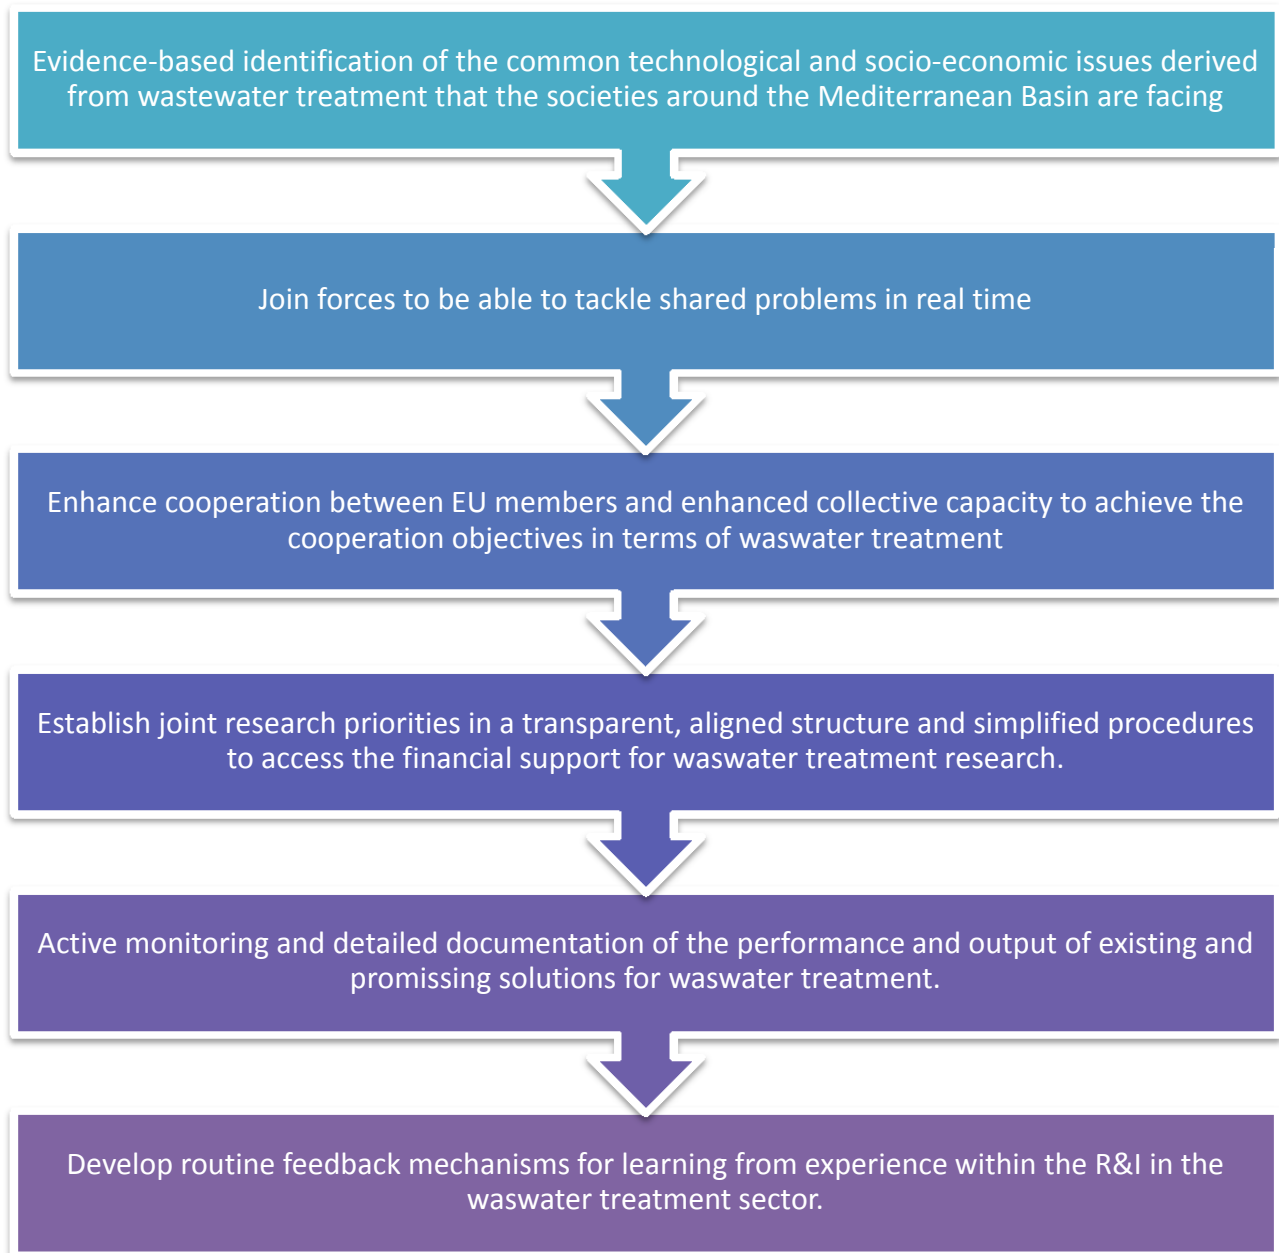 Evidence-based identification of the common technological and socio-economic issues derived
from wastewater treatment that the societies around the Mediterranean Basin are facing
Join forces to be able to tackle shared problems in real time
Enhance cooperation between EU members and enhanced collective capacity to achieve the
cooperation objectives in terms of waswater treatment
Establish joint research priorities in a transparent, aligned structure and simplified procedures
to access the financial support for waswater treatment research.
Active monitoring and detailed documentation of the performance and output of existing and
promissing solutions for waswater treatment.
Develop routine feedback mechanisms for learning from experience within the R&I in the
waswater treatment sector.